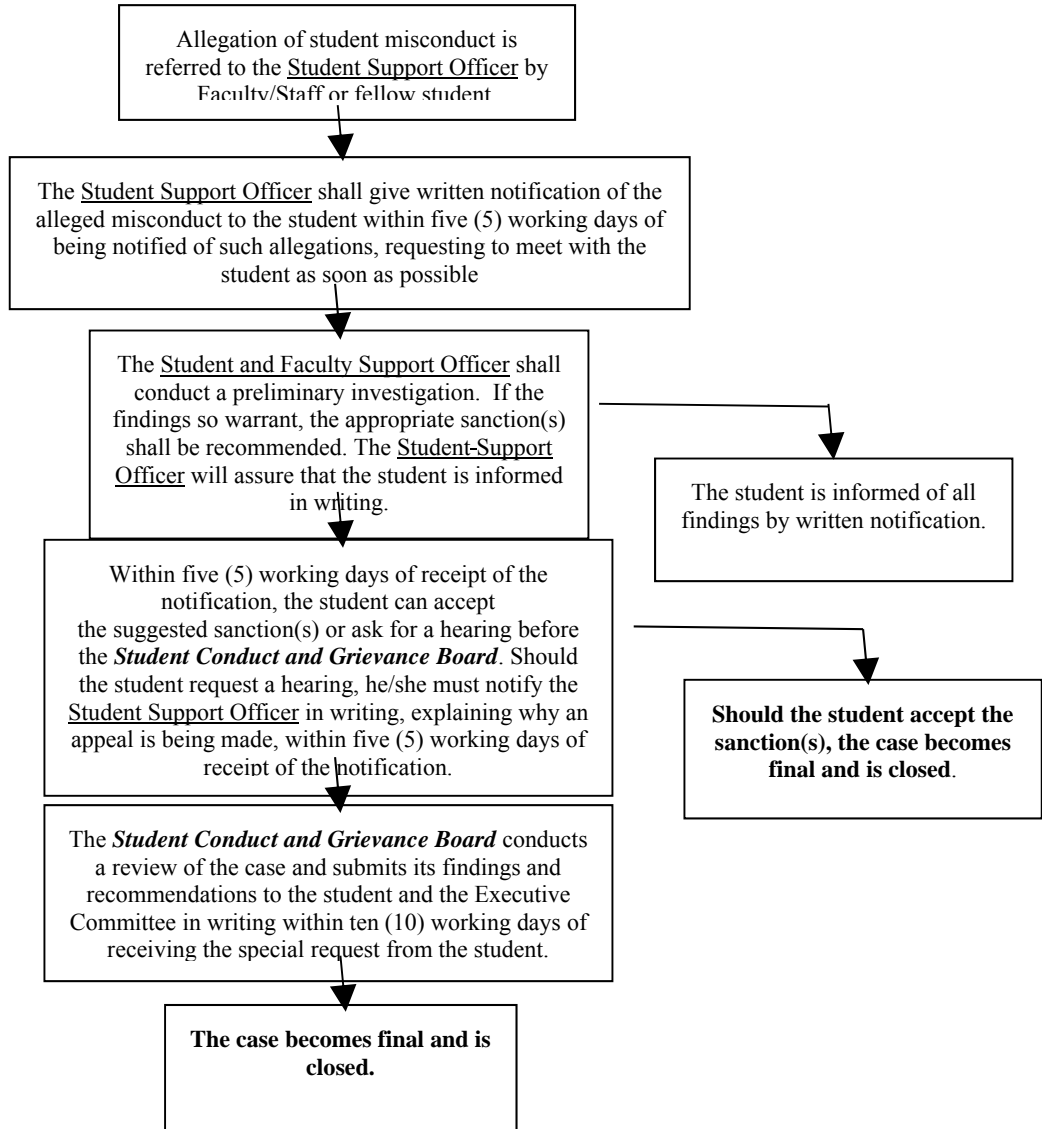 Allegation of student misconduct is
referred to the Student Support Officer by
Faculty/Staff or fellow student
The Student Support Officer shall give written notification of the
alleged misconduct to the student within five (5) working days of
being notified of such allegations, requesting to meet with the
student as soon as possible
The Student and Faculty Support Officer shall
conduct a preliminary investigation.  If the
findings so warrant, the appropriate sanction(s)
shall be recommended. The Student-Support
Officer will assure that the student is informed
in writing.
The student is informed of all
findings by written notification.
Within five (5) working days of receipt of the
notification, the student can accept
the suggested sanction(s) or ask for a hearing before
the Student Conduct and Grievance Board. Should
the student request a hearing, he/she must notify the
Student Support Officer in writing, explaining why an
appeal is being made, within five (5) working days of
receipt of the notification.
Should the student accept the
sanction(s), the case becomes
final and is closed.
The Student Conduct and Grievance Board conducts
a review of the case and submits its findings and
recommendations to the student and the Executive
Committee in writing within ten (10) working days of
receiving the special request from the student.
The case becomes final and is
closed.